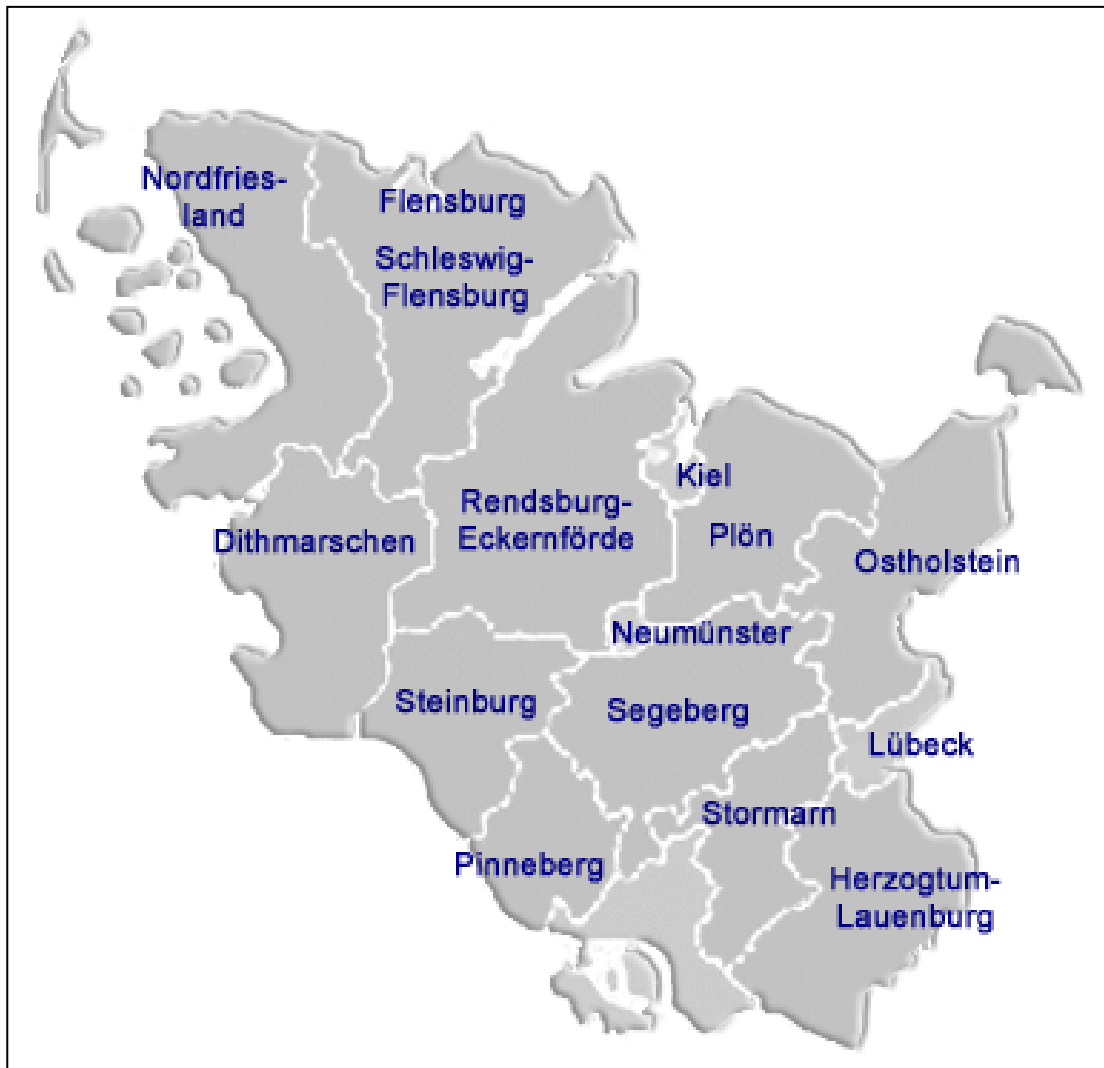 Nordfries-
land
Flensburg
Schleswig-
Flensburg
Kiel
Rendsburg-
Eckernförde
Dithmarschen
Plön
Ostholstein
Neumünster
Steinburg
Segeberg
Lübeck
Stormarn
Pinneberg
Herzogtum-
Lauenburg